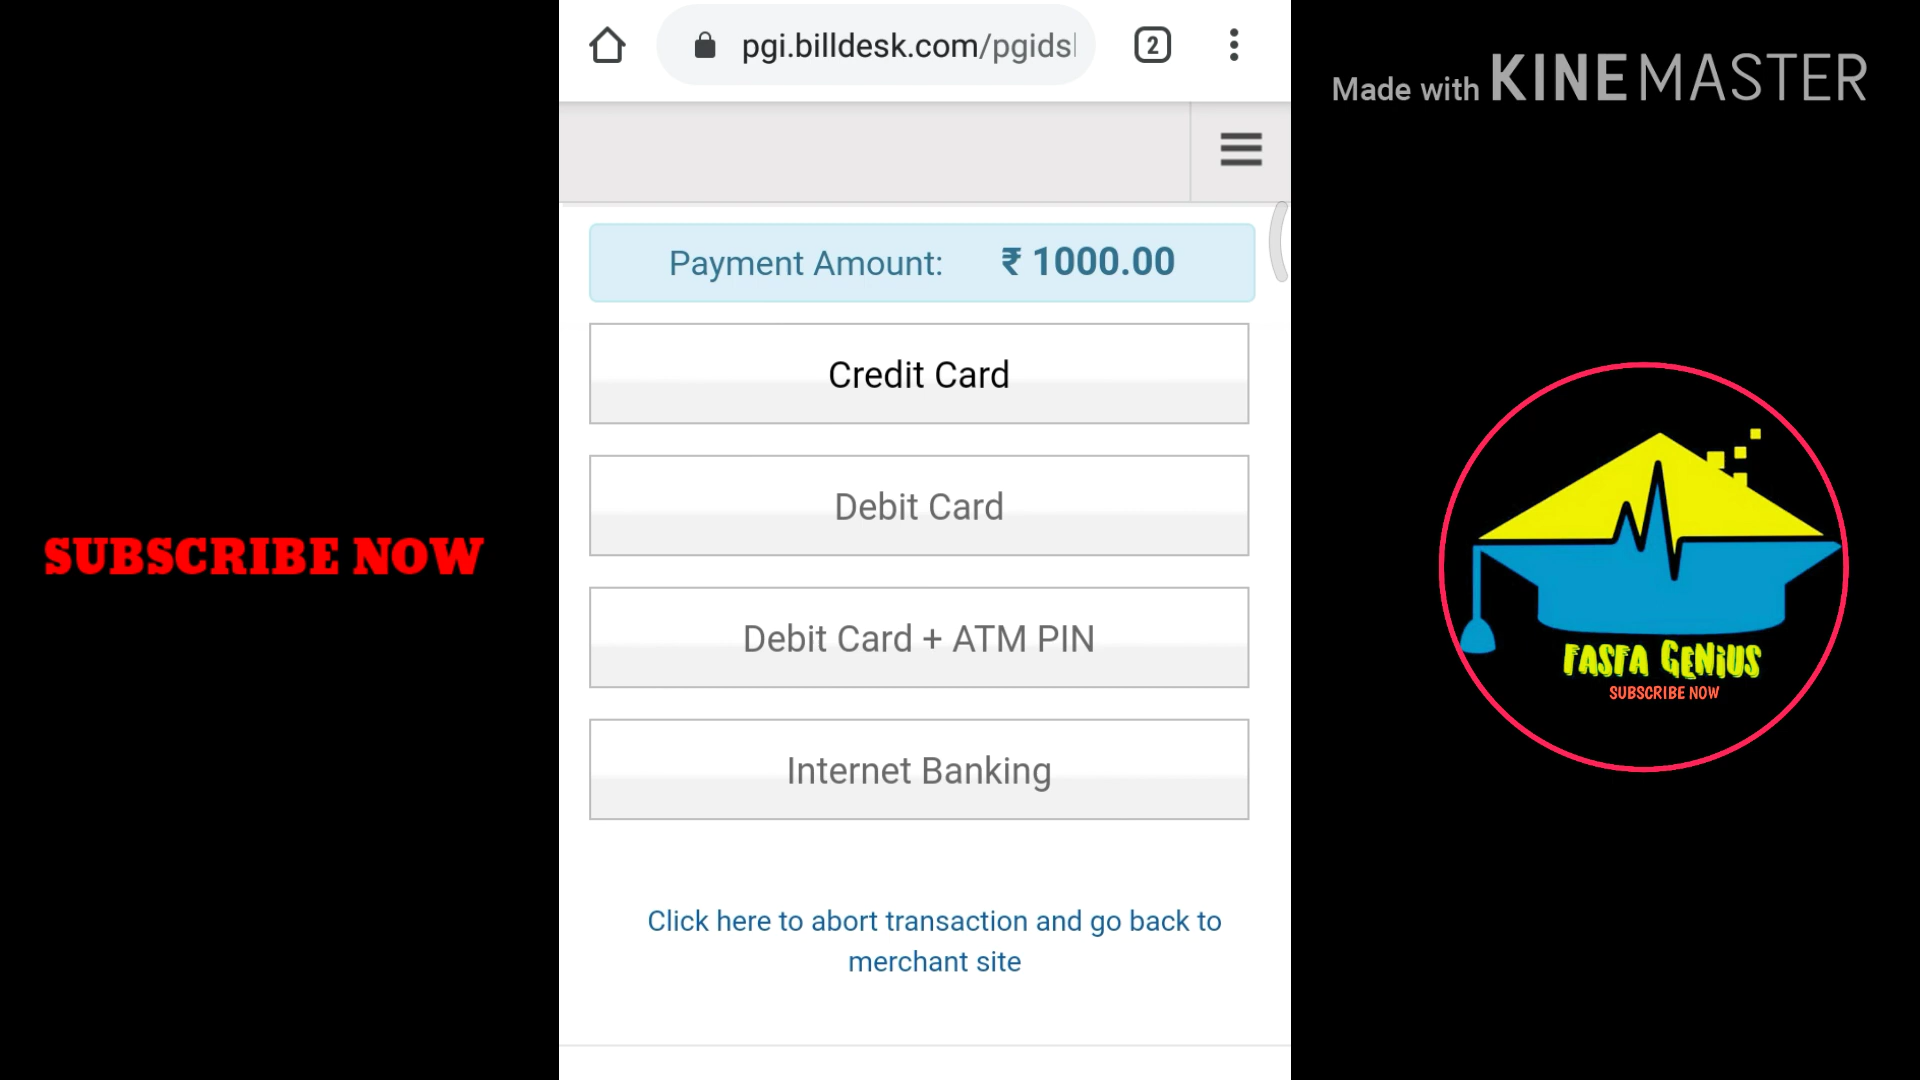 pgi.billdesk.com/pgids
2
Made with KINEMASTER
Payment Amount: ₹ 1000.00
Credit Card
Debit Card
Debit Card + ATM PIN
Internet Banking
Click here to abort transaction and go back to
merchant site
SUBSCRIBE NOW
FASFA GENIUS
SUBSCRIBE NOW